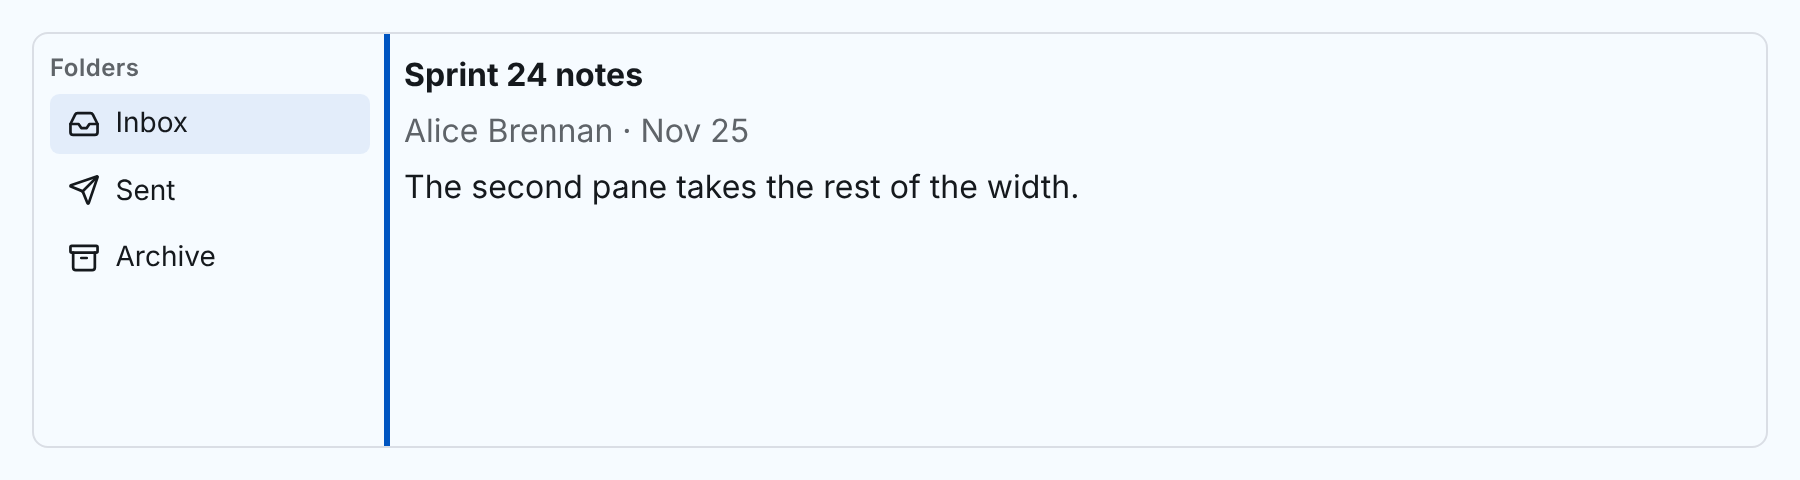 Folders
Inbox
Sent
Archive
Sprint 24 notes
Alice Brennan · Nov 25
The second pane takes the rest of the width.